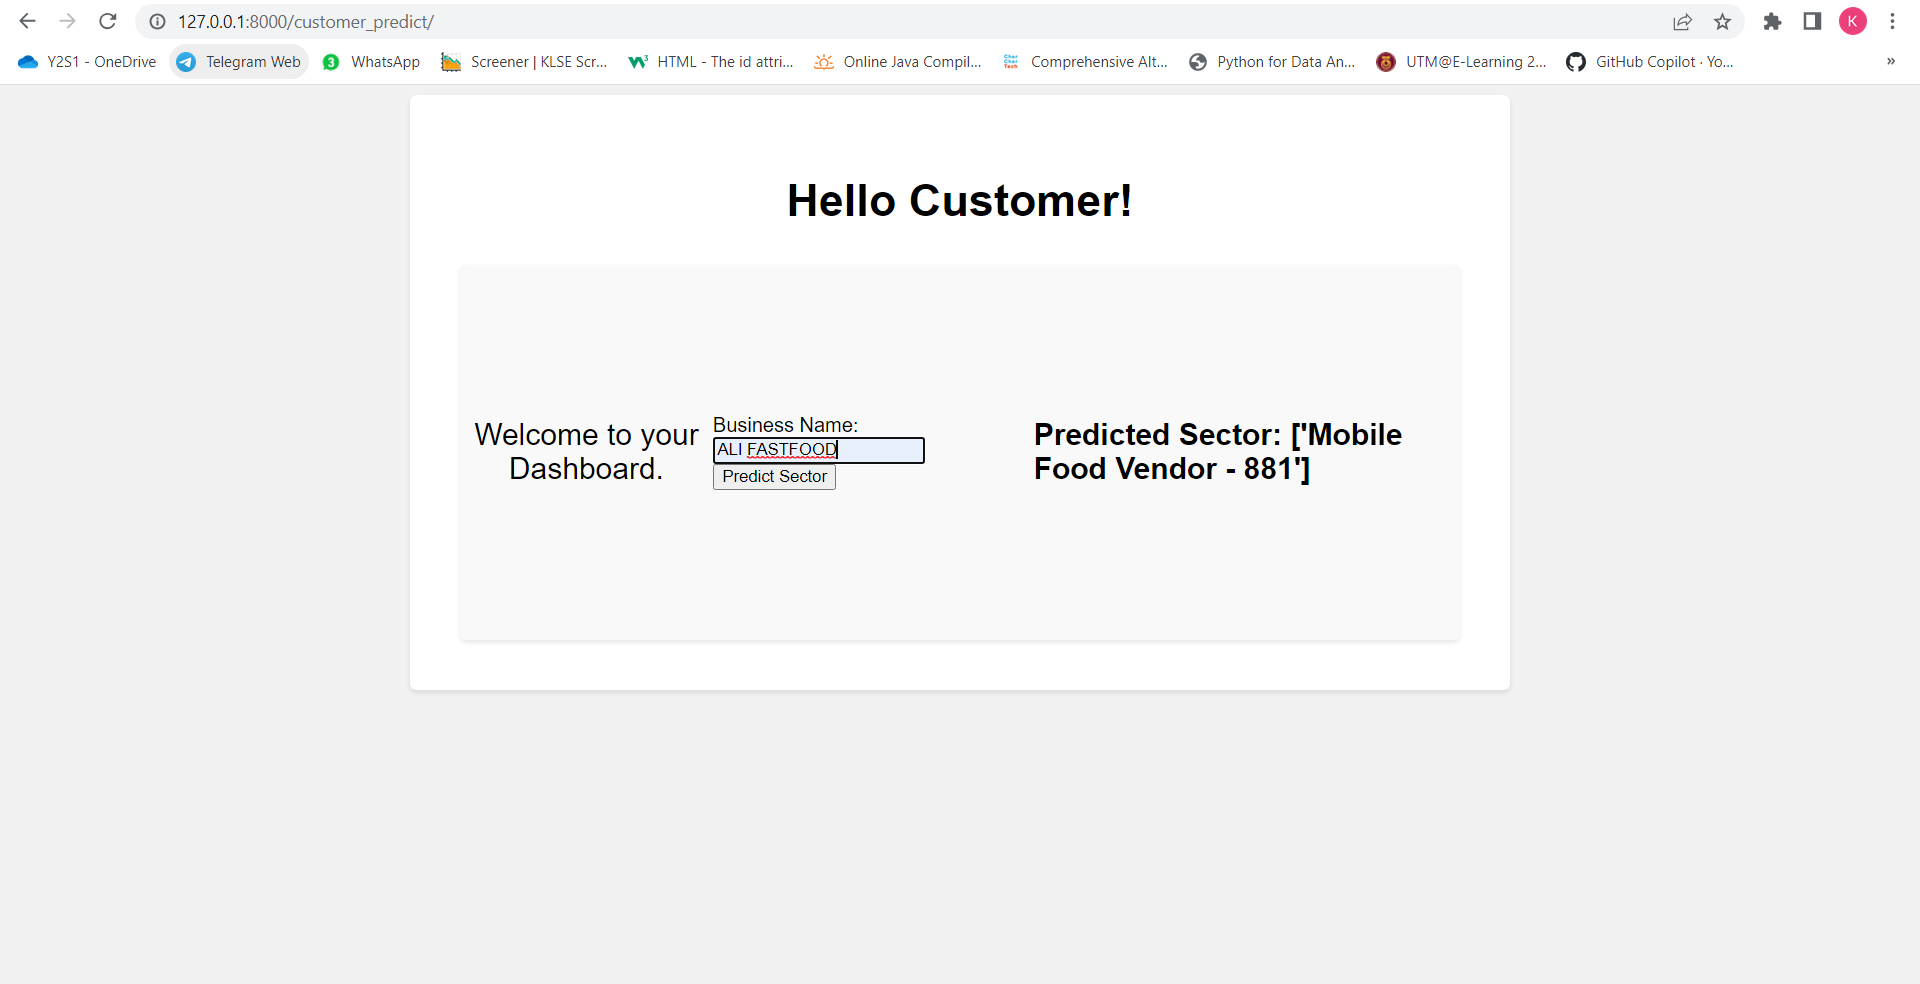 127.0.0.1:8000/customer_predict/
K
Y2S1 - OneDrive
Telegram Web
3
WhatsApp
Screener | KLSE Scr...
HTML - The id attri...
Online Java Compil...
Comprehensive Alt...
Python for Data An...
UTM@E-Learning 2...
GitHub Copilot · Yo...
»
Hello Customer!
Welcome to your
Dashboard.
Business Name:
ALI FASTFOOD
Predict Sector
Predicted Sector: ['Mobile
Food Vendor - 881']